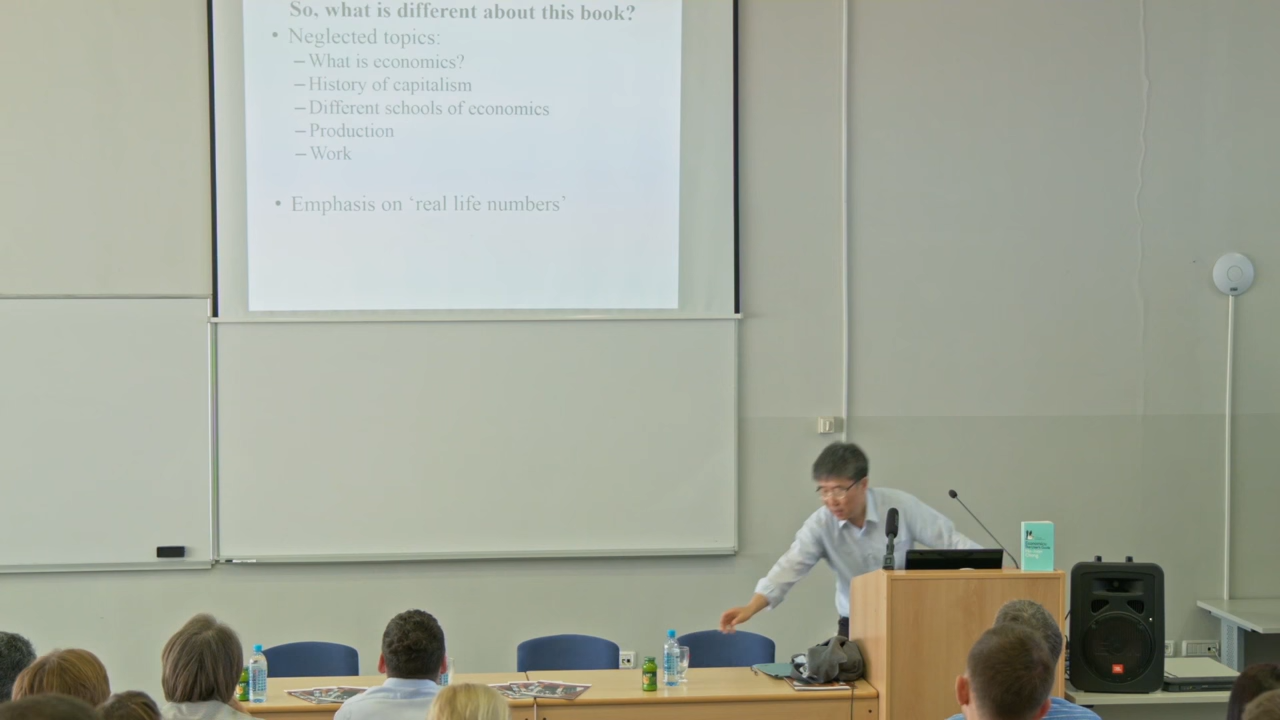 So, what is different about this book?
• Neglected topics:
–What is economics?
–History of capitalism
–Different schools of economics
–Production
–Work
• Emphasis on ‘real life numbers’
JBL